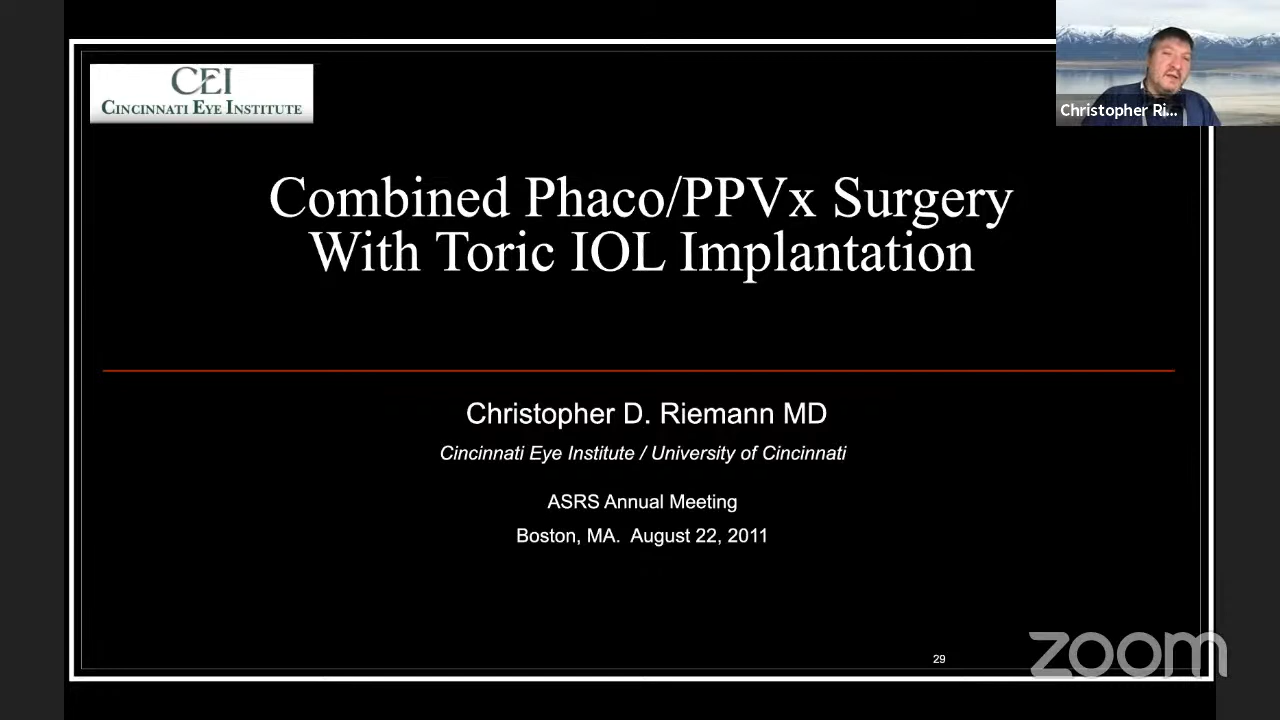 CEI
CINCINNATI EYE INSTITUTE
Christopher Ri...
Combined Phaco/PPVx Surgery
With Toric IOL Implantation
Christopher D. Riemann MD
Cincinnati Eye Institute / University of Cincinnati
ASRS Annual Meeting
Boston, MA. August 22, 2011
29
zoom